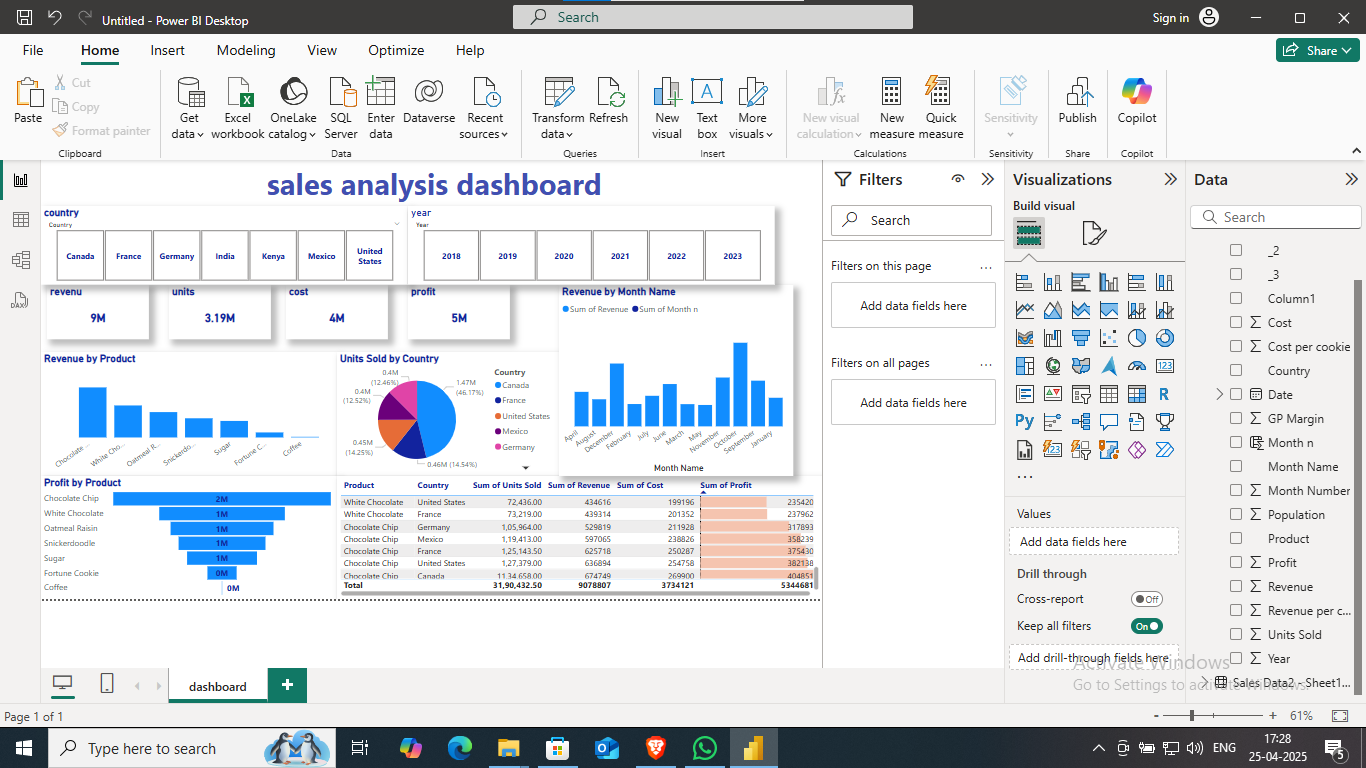 Untitled - Power BI Desktop
Search
Sign in
File Home Insert Modeling View Optimize Help
Share
Paste
Cut
Copy
Format painter
Clipboard
Get data
Excel workbook
OneLake catalog
SQL Server
Enter data
Dataverse
Recent sources
Data
Transform data
Refresh
Queries
New visual
Text box
More visuals
Insert
New visual calculation
New measure
Quick measure
Calculations
Sensitivity
Sensitivity
Publish
Share
Copilot
Copilot
sales analysis dashboard
country
Country
Canada France Germany India Kenya Mexico United States
year
Year
2018 2019 2020 2021 2022 2023
revenu
9M
units
3.19M
cost
4M
profit
5M
Revenue by Month Name
Sum of Revenue Sum of Month n
April August December February July June March May November October September January
Month Name
Revenue by Product
Chocolate ... White Cho... Oatmeal R... Snickerdo... Sugar Fortune C... Coffee
Units Sold by Country
0.4M (12.46%)
0.4M (12.52%)
0.45M (14.25%)
0.46M (14.54%)
1.47M (46.17%)
Country
Canada
France
United States
Mexico
Germany
Profit by Product
Chocolate Chip 2M
White Chocolate 1M
Oatmeal Raisin 1M
Snickerdoodle 1M
Sugar 1M
Fortune Cookie 0M
Coffee 0M
Product Country Sum of Units Sold Sum of Revenue Sum of Cost Sum of Profit
White Chocolate United States 72,436.00 434616 199196 235420
White Chocolate France 73,219.00 439314 201352 237962
Chocolate Chip Germany 1,05,964.00 529819 211928 317893
Chocolate Chip Mexico 1,19,413.00 597065 238826 358239
Chocolate Chip France 1,25,143.50 625718 250287 375430
Chocolate Chip United States 1,27,379.00 636894 254758 382138
Chocolate Chip Canada 11,34,658.00 674749 269900 404851
Total 31,90,432.50 9078807 3734121 5344681
Filters
Search
Filters on this page ...
Add data fields here
Filters on all pages ...
Add data fields here
Visualizations
Build visual
...
Values
Add data fields here
Drill through
Cross-report Off
Keep all filters On
Add drill-through fields here
Data
Search
_2
_3
Column1
Cost
Cost per cookie
Country
Date
GP Margin
Month n
Month Name
Month Number
Population
Product
Profit
Revenue
Revenue per c...
Units Sold
Year
Sales Data2 - Sheet1...
Activate Windows
Go to Settings to activate Windows.
dashboard
Page 1 of 1
- + 61%
Type here to search
ENG
17:28
25-04-2025
5